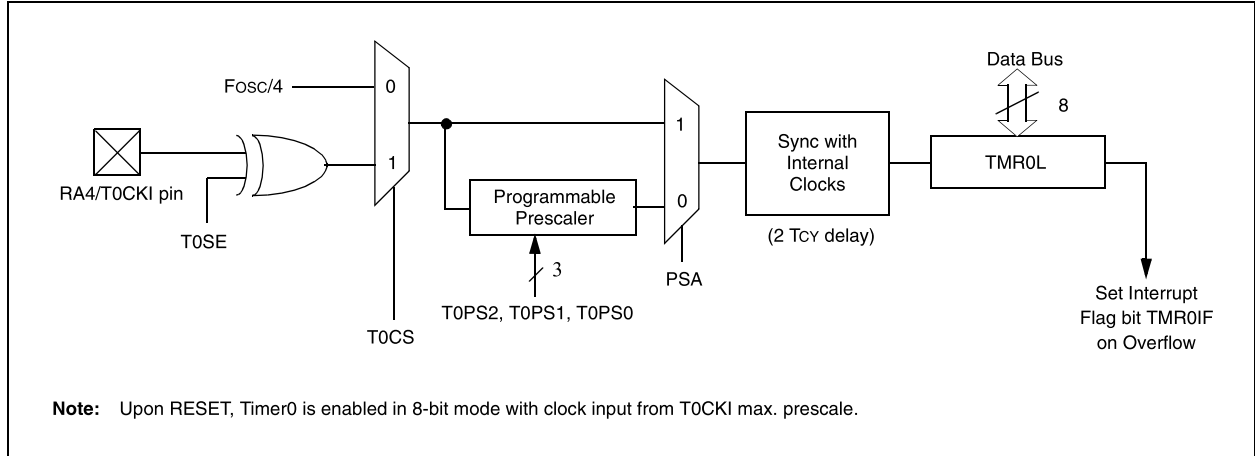 Data Bus
8
FOSC/4
0
1
1
0
RA4/T0CKI pin
T0SE
T0CS
Programmable
Prescaler
3
T0PS2, T0PS1, T0PS0
PSA
Sync with
Internal
Clocks
(2 TCY delay)
TMR0L
Set Interrupt
Flag bit TMR0IF
on Overflow
Note: Upon RESET, Timer0 is enabled in 8-bit mode with clock input from T0CKI max. prescale.